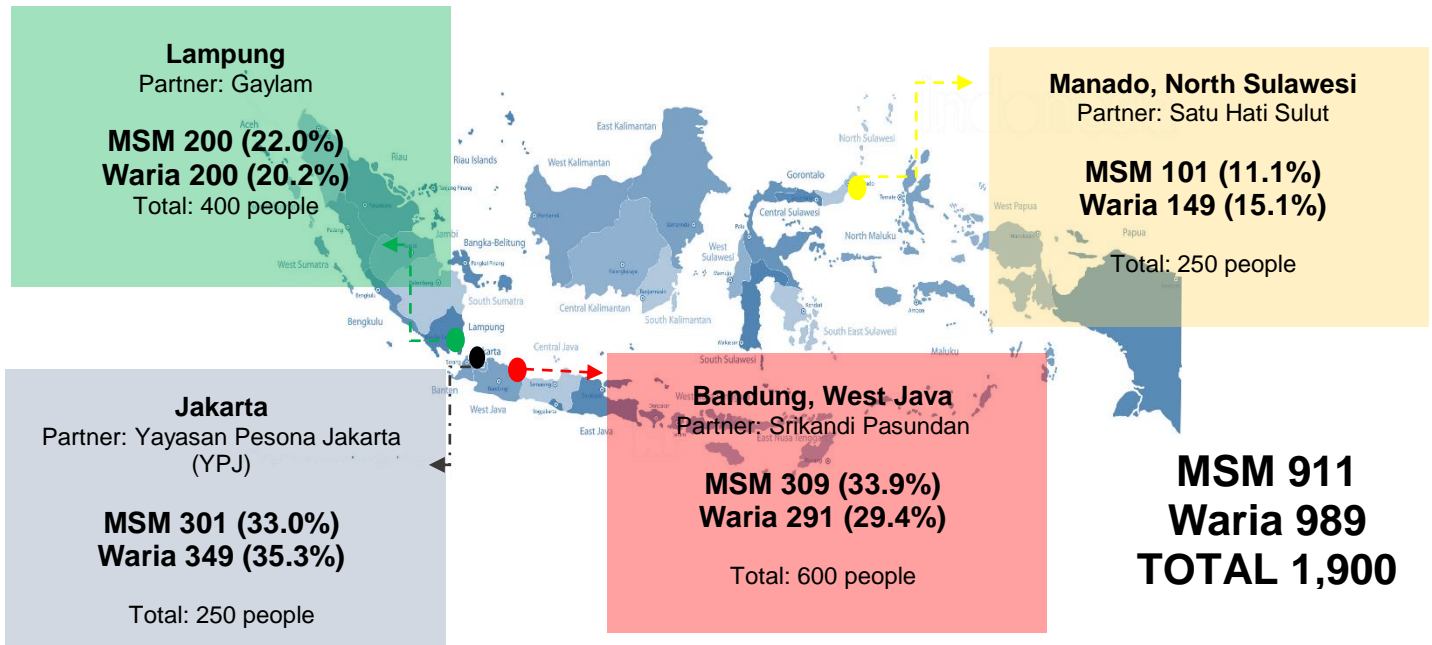 Lampung
Partner: Gaylam
MSM 200 (22.0%)
Waria 200 (20.2%)
Total: 400 people
Manado, North Sulawesi
Partner: Satu Hati Sulut
MSM 101 (11.1%)
Waria 149 (15.1%)
Total: 250 people
Jakarta
Partner: Yayasan Pesona Jakarta
(YPJ)
MSM 301 (33.0%)
Waria 349 (35.3%)
Total: 250 people
Bandung, West Java
Partner: Srikandi Pasundan
MSM 309 (33.9%)
Waria 291 (29.4%)
Total: 600 people
MSM 911
Waria 989
TOTAL 1,900
Aceh
Riau
Riau Islands
Jambi
West Sumatra
Bengkulu
Bengkulu
Bangka-Belitung
South Sumatra
Lampung
Banten
West Java
Central Java
East Java
West Kalimantan
East Kalimantan
Central Kalimantan
South Kalimantan
North Sulawesi
Gorontalo
Central Sulawesi
West
Sulawesi
South East Sulawesi
South Sulawesi
North Maluku
Maluku
West Papua
Papua
East Nusa Tengga